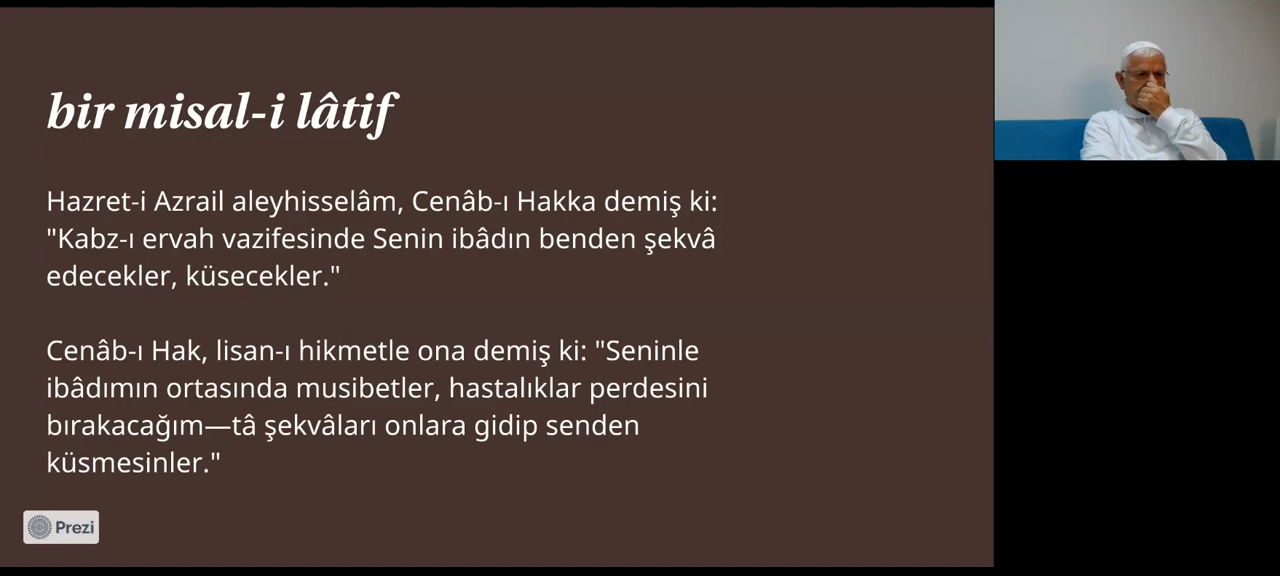 bir misal-i lâtif
Hazret-i Azrail aleyhisselâm, Cenâb-ı Hakka demiş ki:
"Kabz-ı ervah vazifesinde Senin ibâdın benden şekvâ
edecekler, küsecekler."
Cenâb-ı Hak, lisan-ı hikmetle ona demiş ki: "Seninle
ibâdımın ortasında musibetler, hastalıklar perdesini
bırakacağım—tâ şekvâları onlara gidip senden
küsmesinler."
Prezi